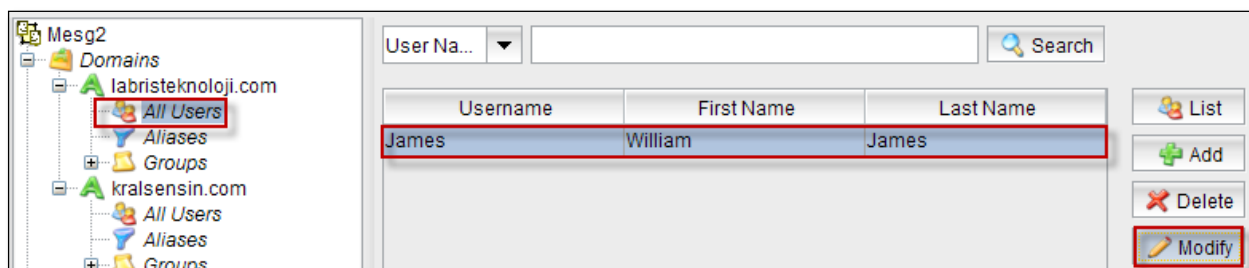 Mesg2
Domains
labristeknoloji.com
All Users
Aliases
Groups
kralsensin.com
All Users
Aliases
Groups
User Na...
Search
Username First Name Last Name
James William James
List
Add
Delete
Modify